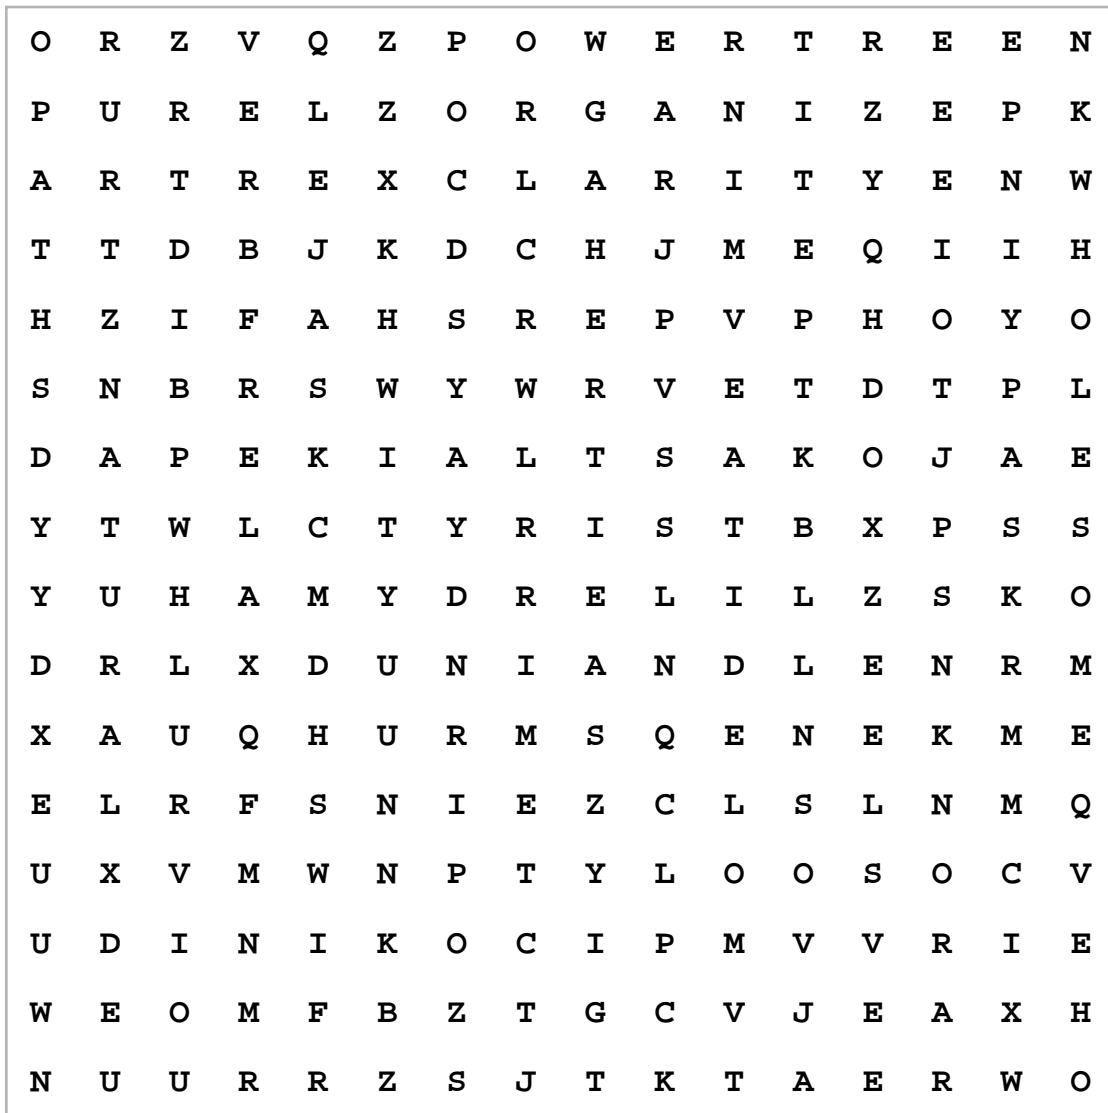 O R Z V Q Z P O W E R T R E E N
P U R E L Z O R G A N I Z E P K
A R T R E X C L A R I T Y E N W
T T D B J K D C H J M E Q I I H
H Z I F A H S R E P V P H O Y O
S N B R S W Y W R V E T D T P L
D A P E K I A L T S A K O J A E
Y T W L C T Y R I S T B X P S S
Y U H A M Y D R E L I L Z S K O
D R L X D U N I A N D L E N R M
X A U Q H U R M S Q E N E K M E
E L R F S N I E Z C L S L N M Q
U X V M W N P T Y L O O S O C V
U D I N I K O C I P M V V R I E
W E O M F B Z T G C V J E A X H
N U U R R Z S J T K T A E R W O